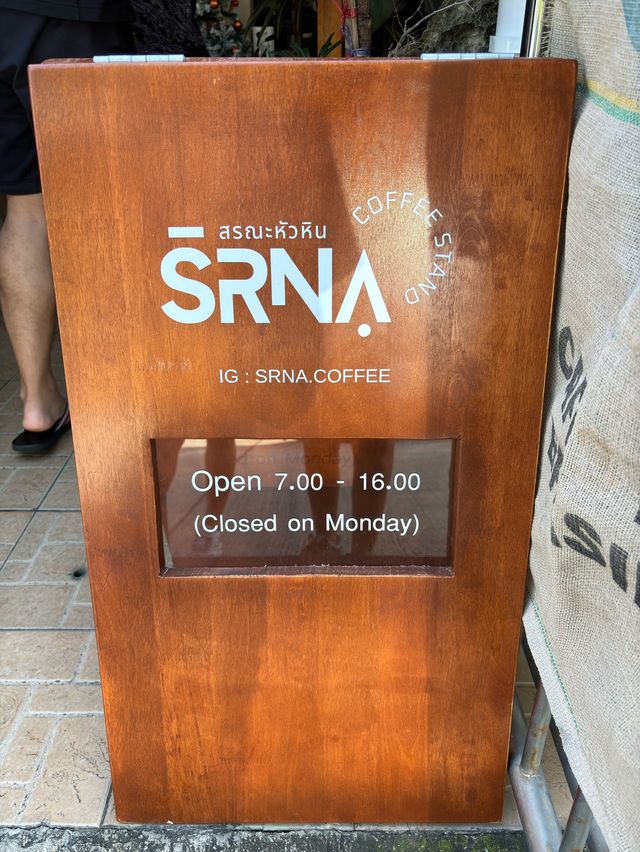 สรณะหัวหิน
SRNA
COFFEE STAND
IG : SRNA.COFFEE
Open 7.00 - 16.00
(Closed on Monday)